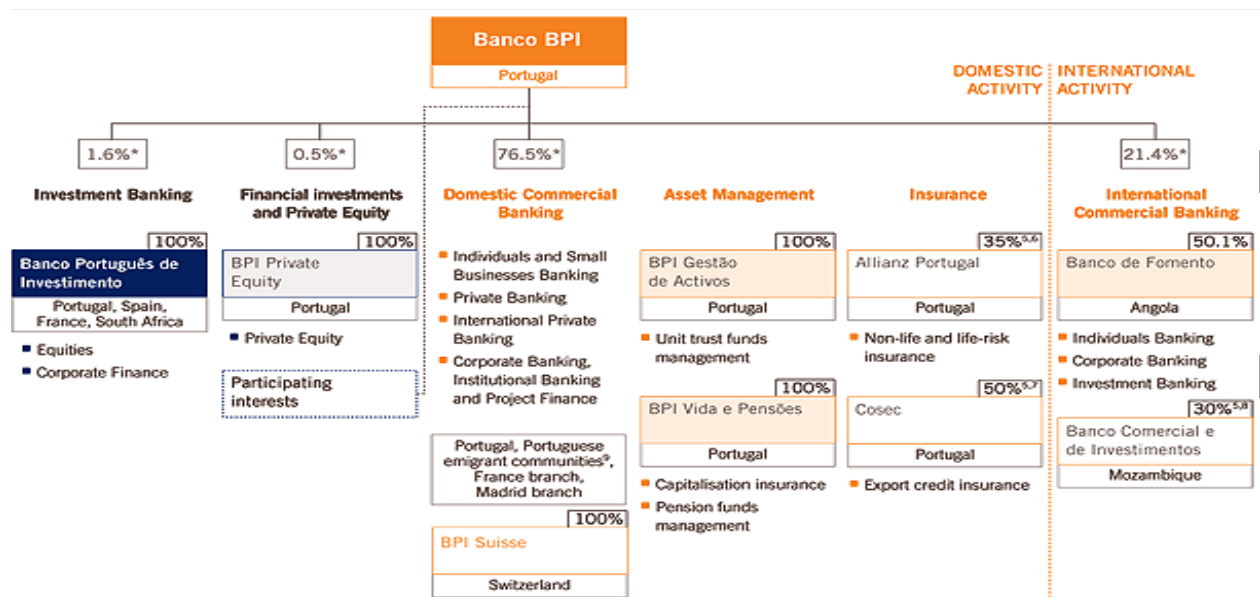 Banco BPI
Portugal
DOMESTIC ACTIVITY
INTERNATIONAL ACTIVITY
1.6%*
0.5%*
76.5%*
21.4%*
Investment Banking
100%
Banco Português de
Investimento
Portugal, Spain,
France, South Africa
Equities
Corporate Finance
Financial investments
and Private Equity
100%
BPI Private
Equity
Portugal
Private Equity
Participating
interests
Domestic Commercial
Banking
Individuals and Small
Businesses Banking
Private Banking
International Private
Banking
Corporate Banking,
Institutional Banking
and Project Finance
Portugal, Portuguese
emigrant communities⁹,
France branch,
Madrid branch
100%
BPI Suisse
Switzerland
Asset Management
100%
BPI Gestão
de Activos
Portugal
Unit trust funds
management
100%
BPI Vida e Pensões
Portugal
Capitalisation insurance
Pension funds
management
Insurance
35%⁵,⁶
Allianz Portugal
Portugal
Non-life and life-risk
insurance
50%⁵,⁷
Cosec
Portugal
Export credit insurance
International
Commercial Banking
50.1%
Banco de Fomento
Angola
Individuals Banking
Corporate Banking
Investment Banking
30%⁵,⁸
Banco Comercial e
de Investimentos
Mozambique